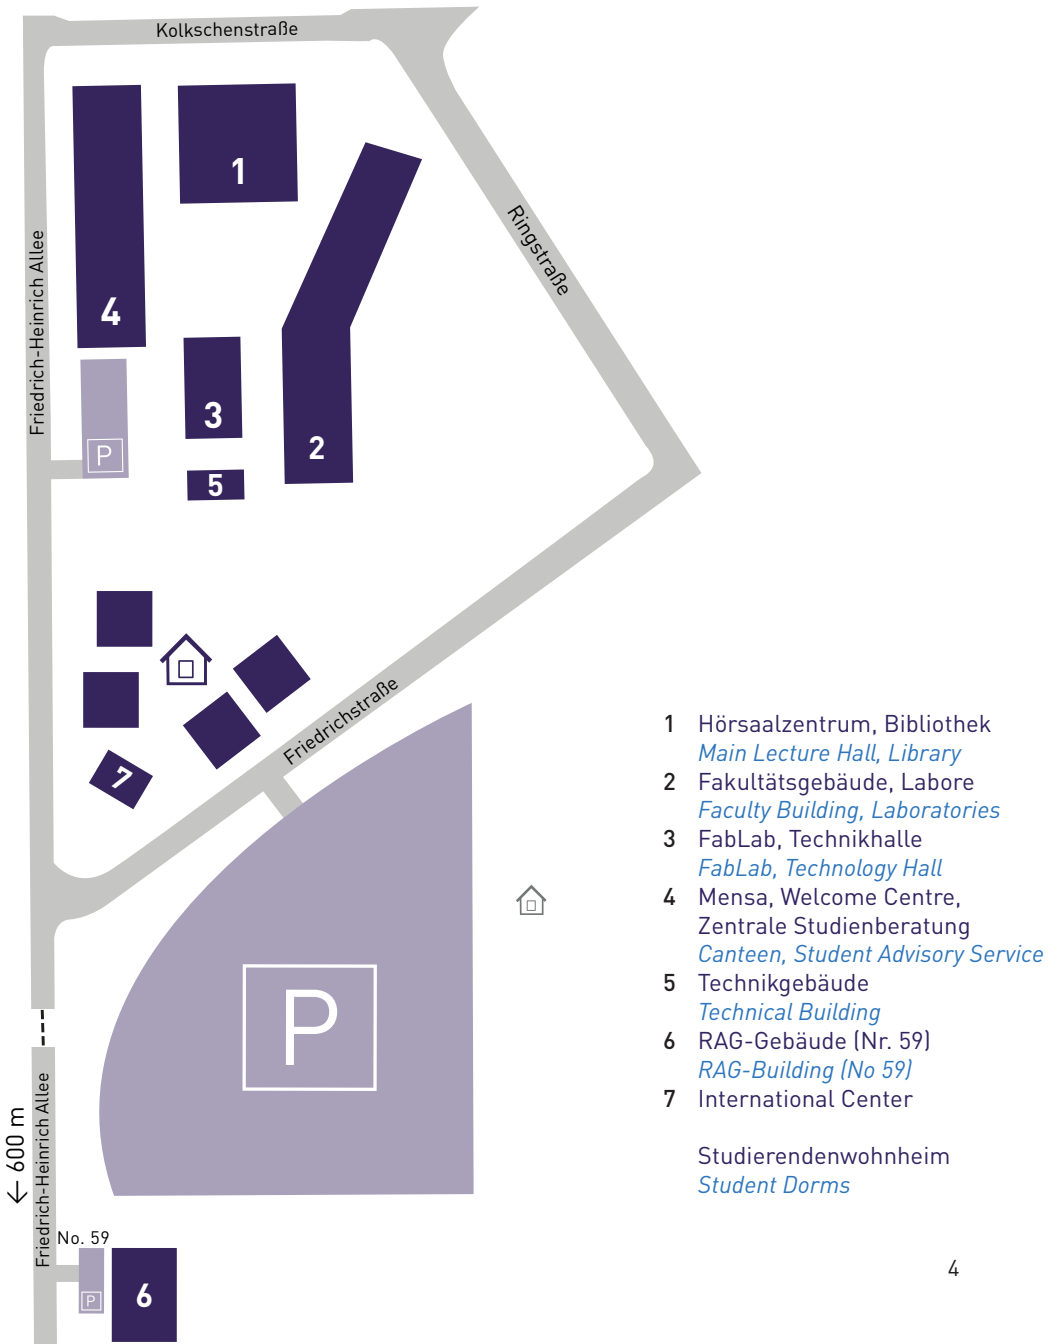 Kolkschenstraße
1
Ringstraße
Friedrich-Heinrich Allee
4
3
2
P
5
7
Friedrichstraße
P
1 Hörsaalzentrum, Bibliothek
Main Lecture Hall, Library
2 Fakultätsgebäude, Labore
Faculty Building, Laboratories
3 FabLab, Technikhalle
FabLab, Technology Hall
4 Mensa, Welcome Centre,
Zentrale Studienberatung
Canteen, Student Advisory Service
5 Technikgebäude
Technical Building
6 RAG-Gebäude (Nr. 59)
RAG-Building (No 59)
7 International Center
Studierendenwohnheim
Student Dorms
← 600 m
Friedrich-Heinrich Allee
No. 59
P
6
4